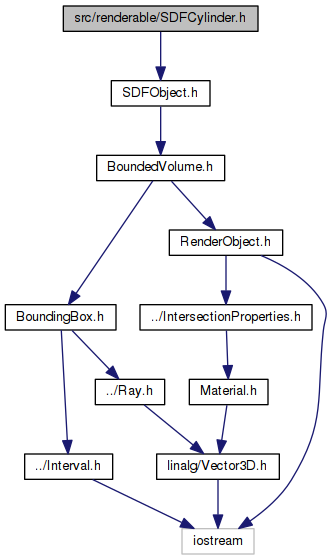 src/renderable/SDFCylinder.h
SDFObject.h
BoundedVolume.h
RenderObject.h
BoundingBox.h
../IntersectionProperties.h
../Ray.h
Material.h
../Interval.h
linalg/Vector3D.h
iostream